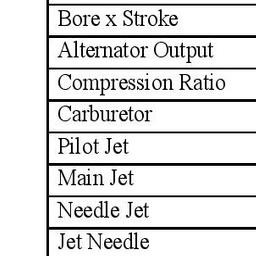 Bore x Stroke
Alternator Output
Compression Ratio
Carburetor
Pilot Jet
Main Jet
Needle Jet
Jet Needle